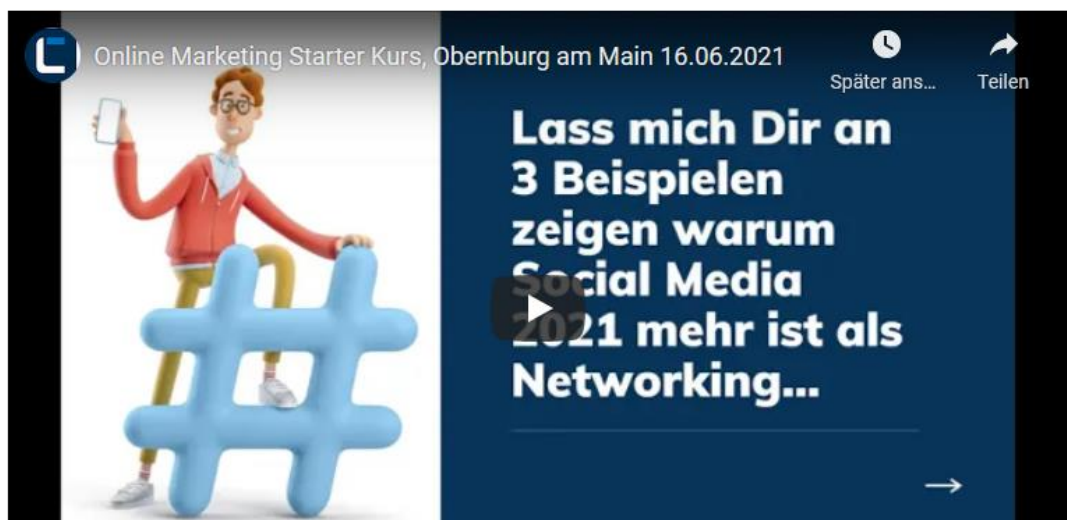 Online Marketing Starter Kurs, Obernburg am Main 16.06.2021
Später ans...
Teilen
Lass mich Dir an
3 Beispielen
zeigen warum
Social Media
2021 mehr ist als
Networking...